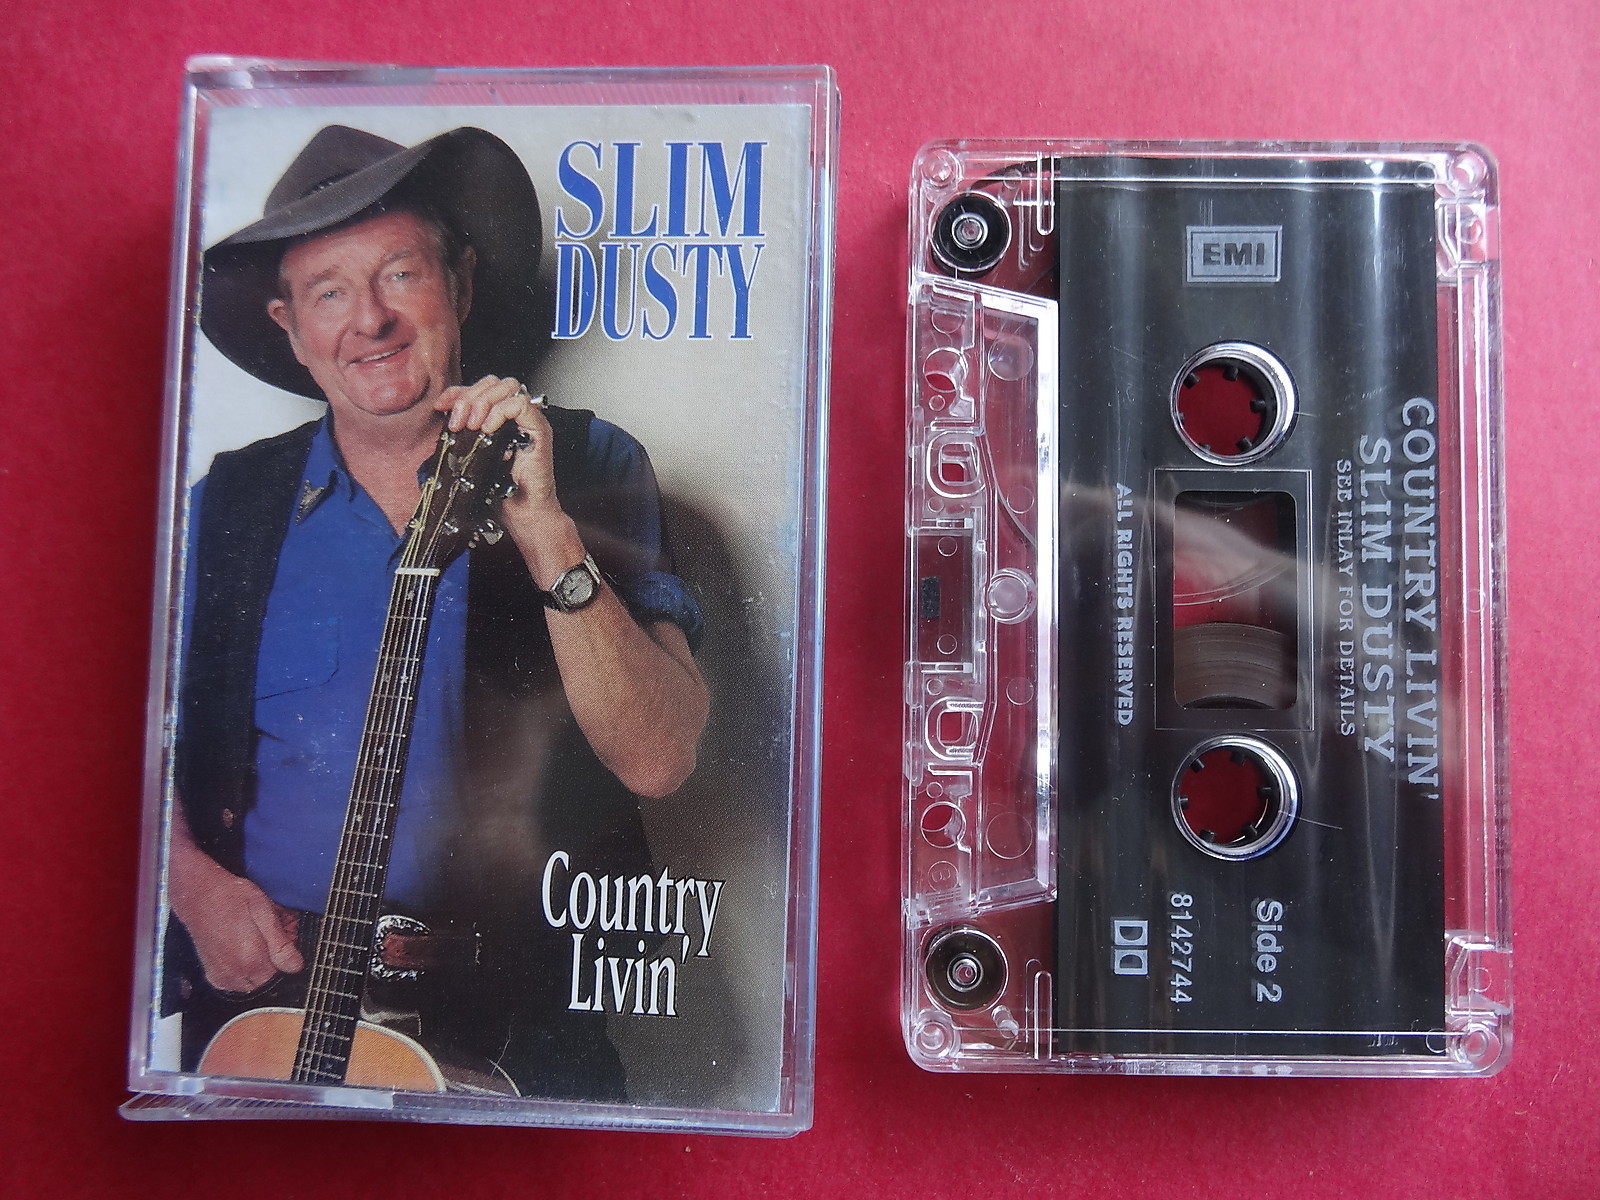 SLIM
DUSTY
Country
Livin'
EMI
COUNTRY LIVIN'
SLIM DUSTY
SEE INLAY FOR DETAILS
ALL RIGHTS RESERVED
Side 2
8142744